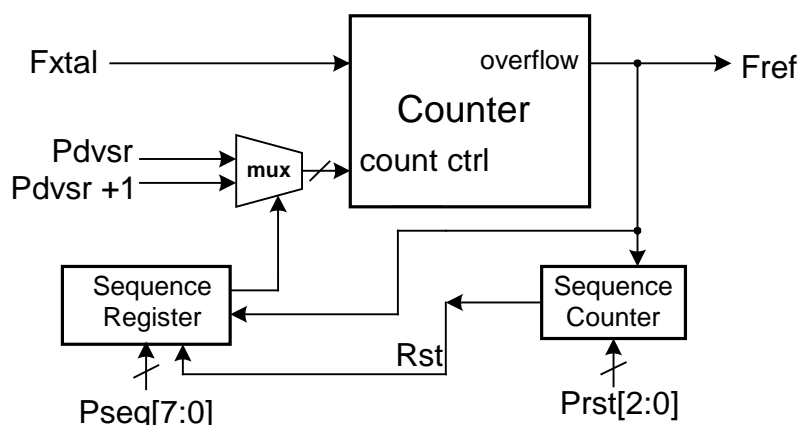 overflow
Fxtal
Fref
Counter
Pdvsr
mux
count ctrl
Pdvsr +1
Sequence
Register
Sequence
Counter
Rst
Pseq[7:0]
Prst[2:0]